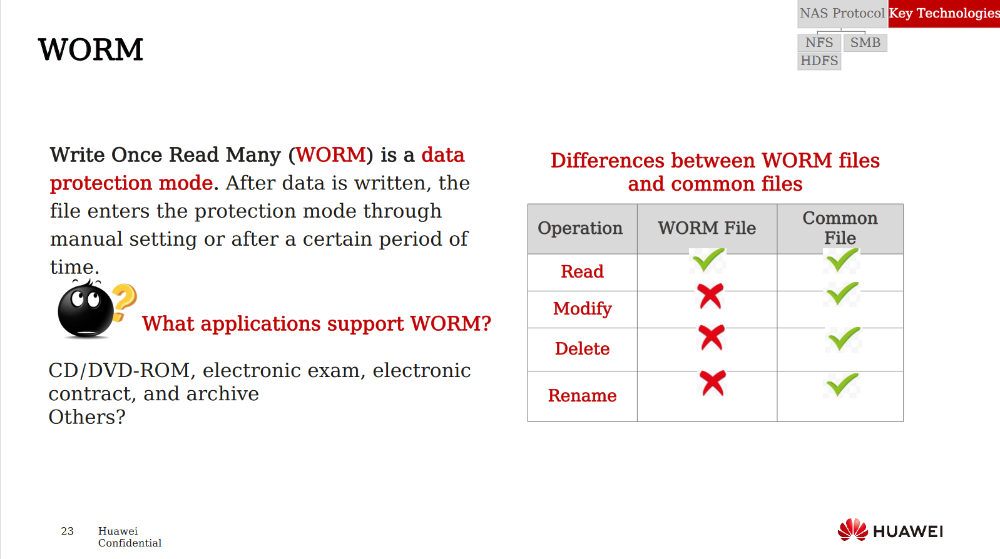 NAS Protocol
Key Technologies
NFS
SMB
HDFS
WORM
Write Once Read Many (WORM) is a data
protection mode. After data is written, the
file enters the protection mode through
manual setting or after a certain period of
time.
What applications support WORM?
CD/DVD-ROM, electronic exam, electronic
contract, and archive
Others?
Differences between WORM files
and common files
Operation
WORM File
Common
File
Read
Modify
Delete
Rename
23
Huawei
Confidential
HUAWEI